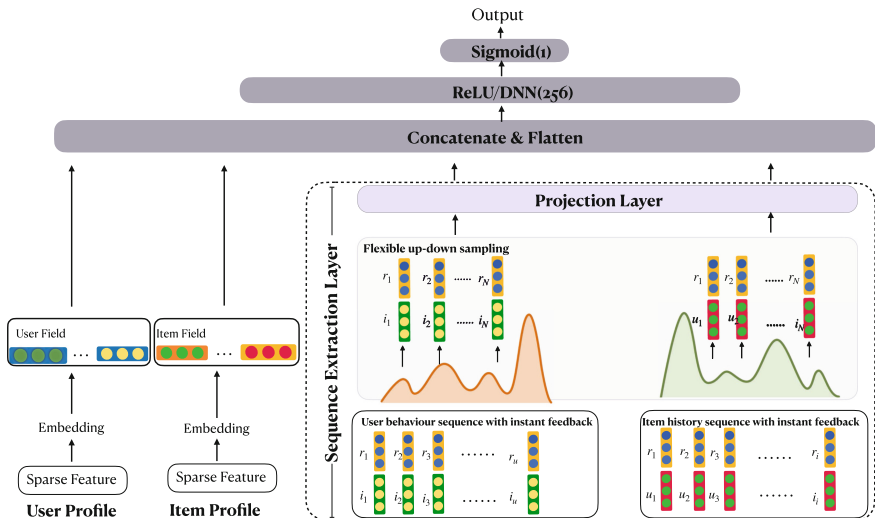 Output
Sigmoid(1)
ReLU/DNN(256)
Concatenate & Flatten
Projection Layer
Sequence Extraction Layer
Flexible up-down sampling
r1 r2 ...... rN
i1 i2 ...... iN
r1 r2 ...... rN
u1 u2 ...... iN
User Field
...
Item Field
...
Embedding
Embedding
Sparse Feature
Sparse Feature
User Profile
Item Profile
User behaviour sequence with instant feedback
r1 r2 r3 ...... ru
i1 i2 i3 ...... iu
Item history sequence with instant feedback
r1 r2 r3 ...... ri
u1 u2 u3 ...... ii